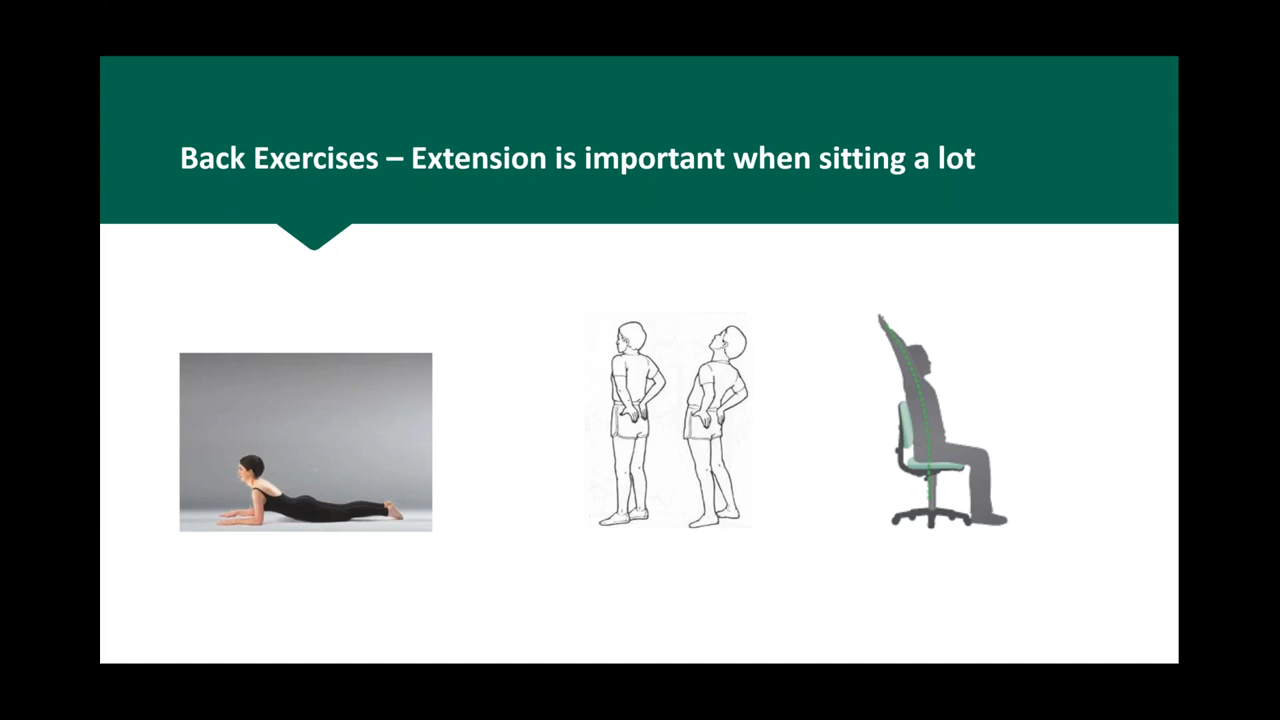 Back Exercises – Extension is important when sitting a lot